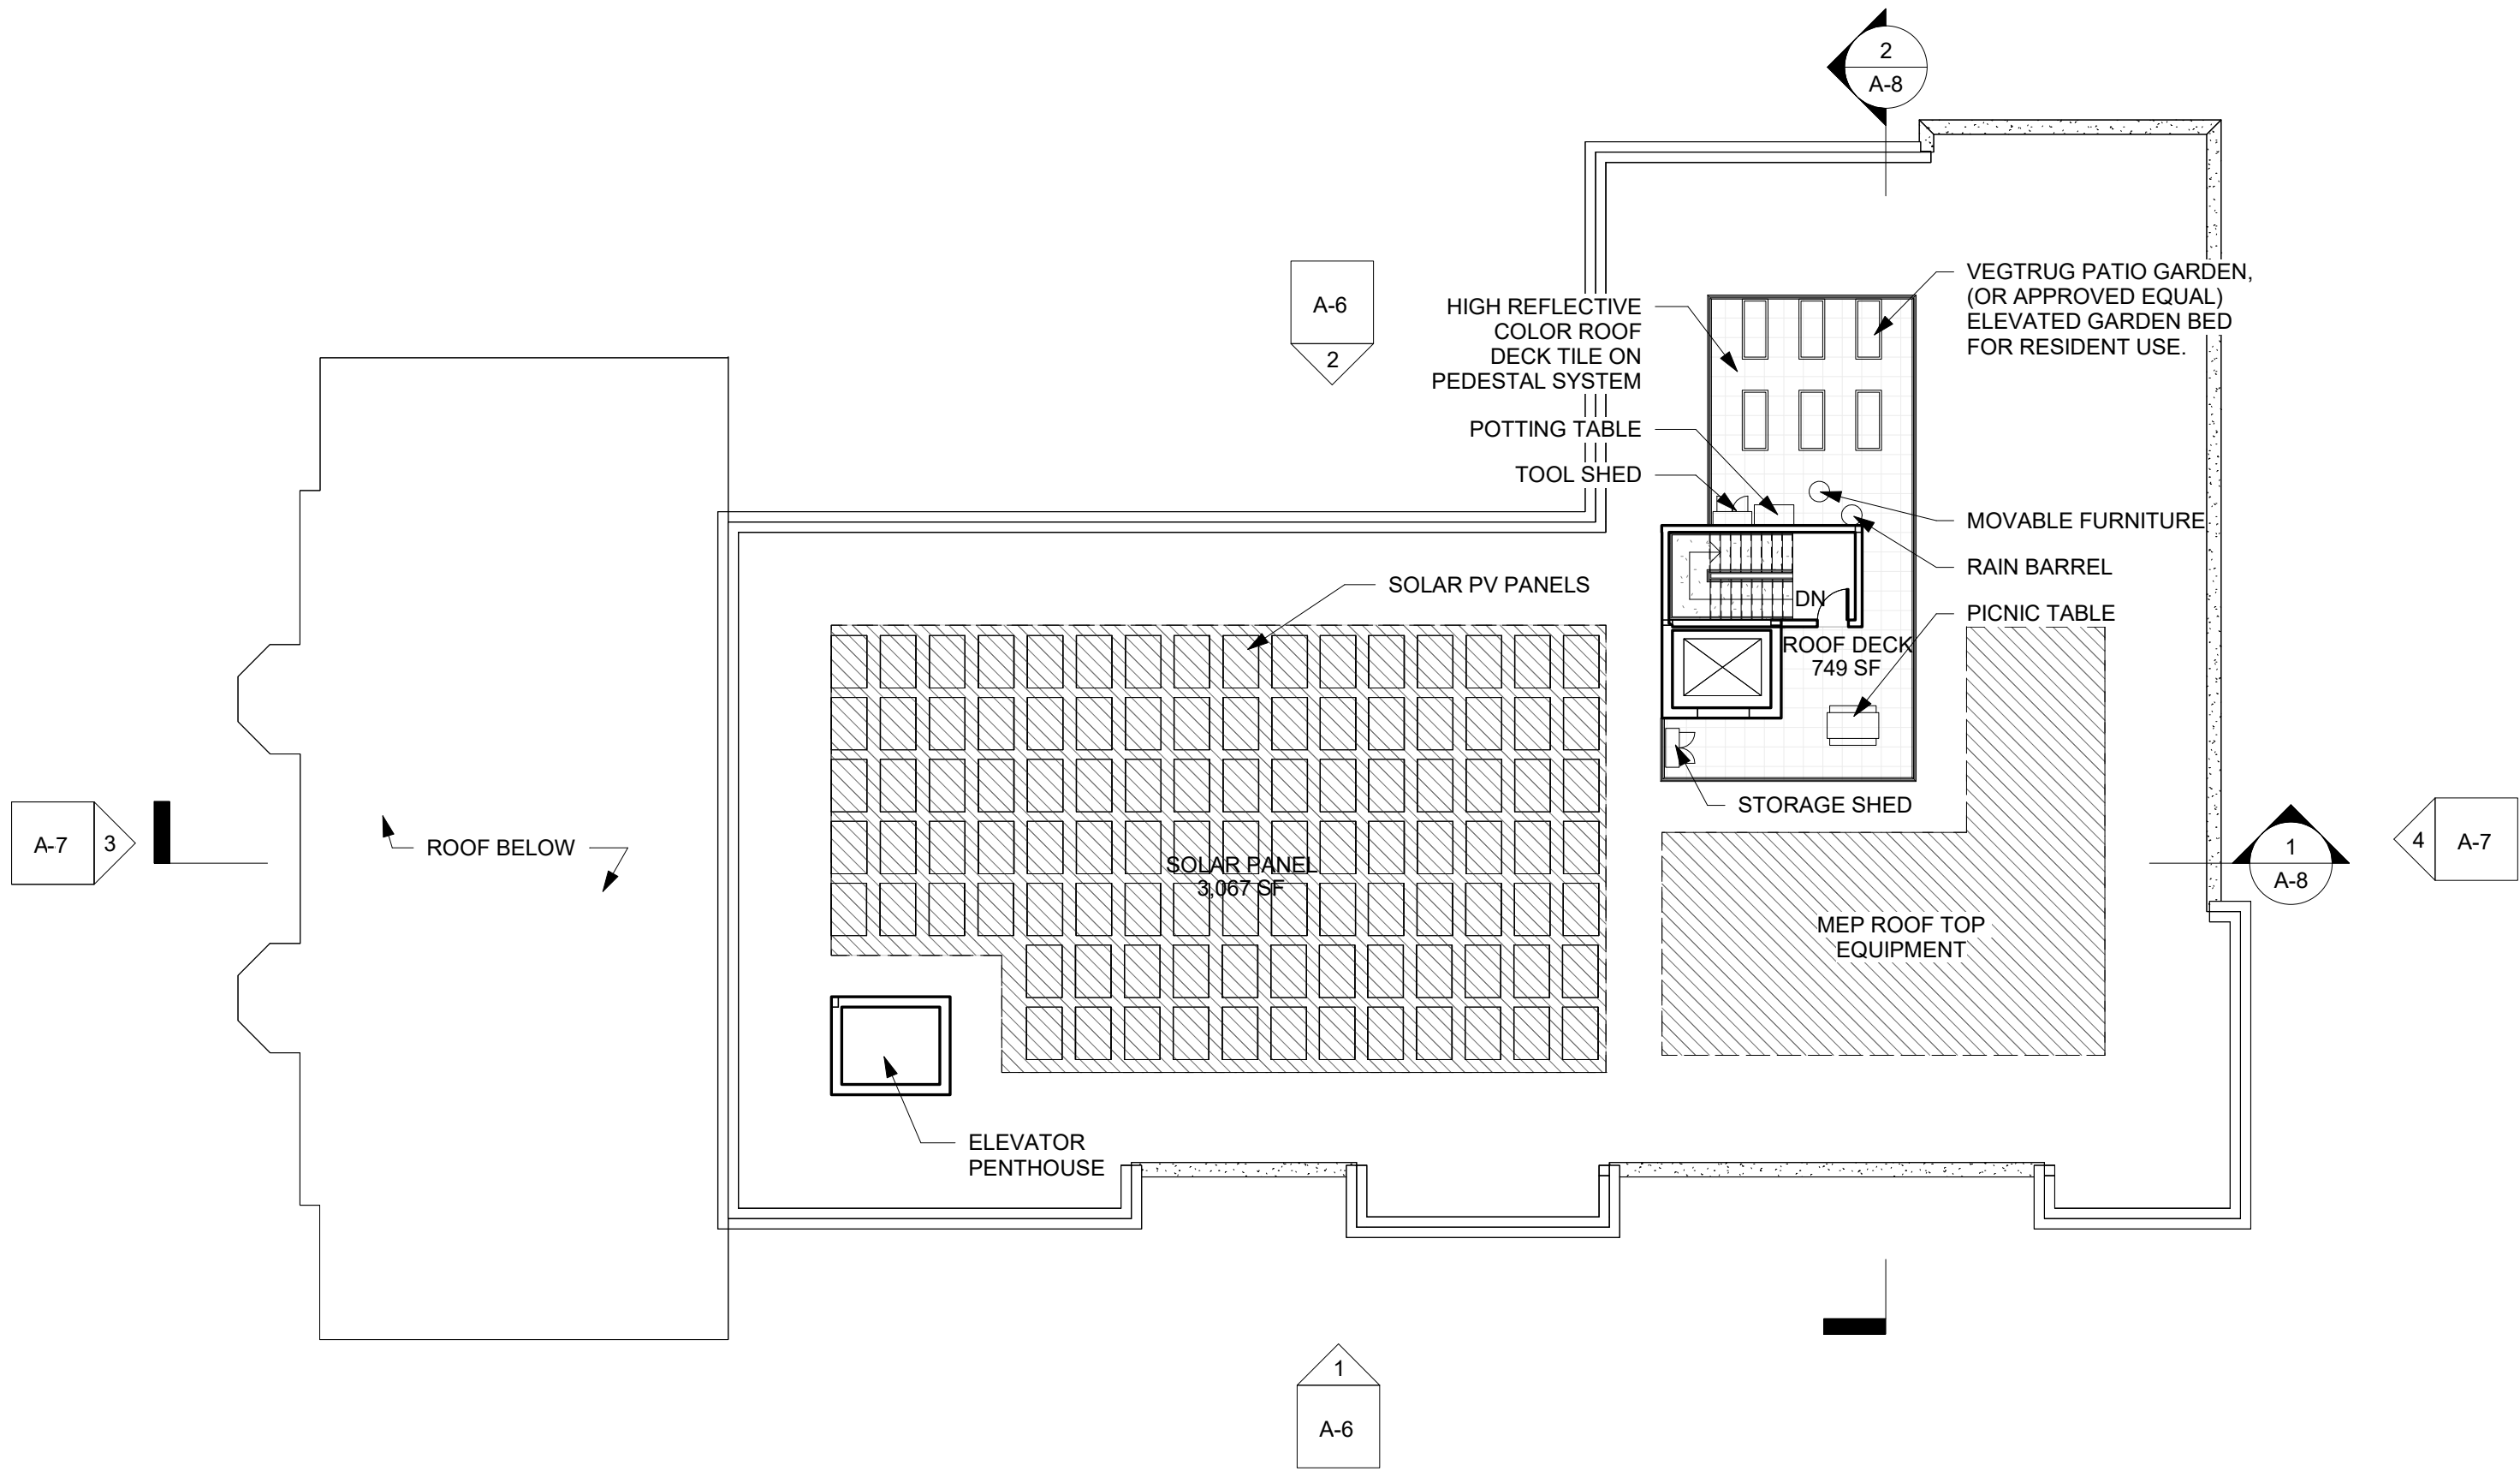 2
A-8
A-6
2
HIGH REFLECTIVE
COLOR ROOF
DECK TILE ON
PEDESTAL SYSTEM
VEGTRUG PATIO GARDEN,
(OR APPROVED EQUAL)
ELEVATED GARDEN BED
FOR RESIDENT USE.
POTTING TABLE
TOOL SHED
MOVABLE FURNITURE
RAIN BARREL
PICNIC TABLE
SOLAR PV PANELS
DN
ROOF DECK
749 SF
STORAGE SHED
A-7
3
ROOF BELOW
SOLAR PANEL
3,067 SF
1
A-8
4
A-7
MEP ROOF TOP
EQUIPMENT
ELEVATOR
PENTHOUSE
1
A-6